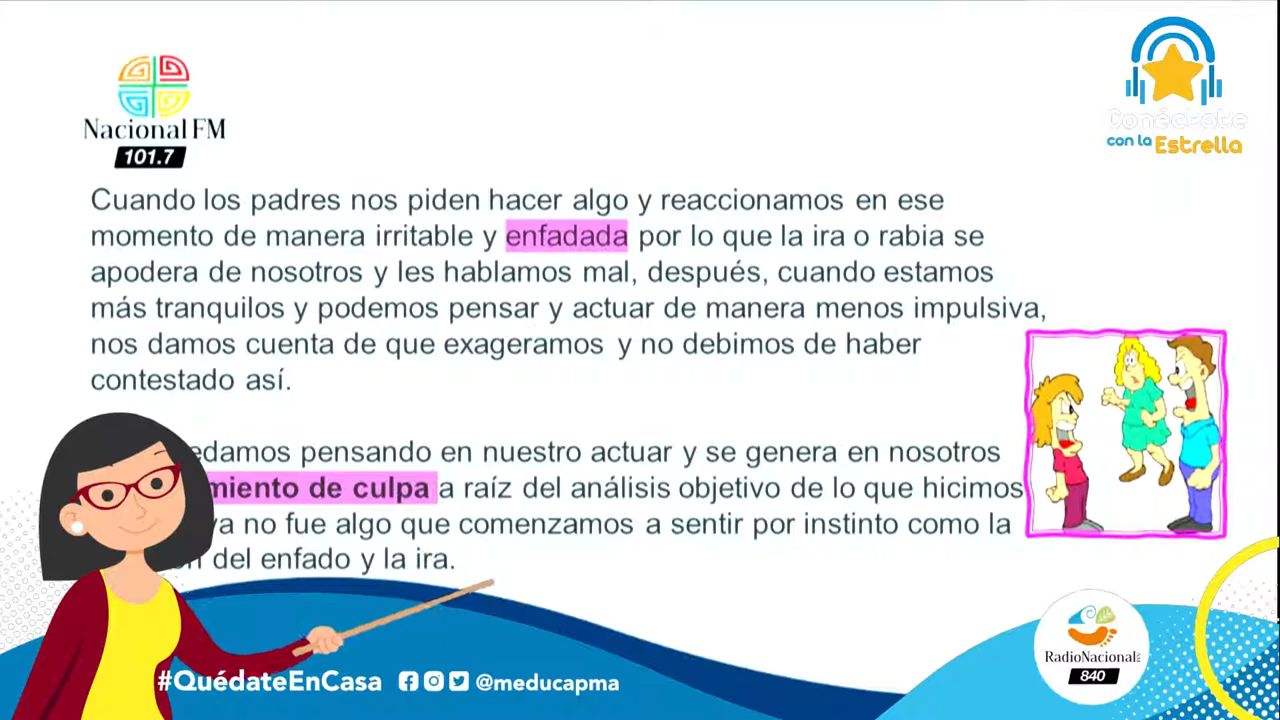 Nacional FM
101.7
Conéctate
con la Estrella
Cuando los padres nos piden hacer algo y reaccionamos en ese
momento de manera irritable y enfadada por lo que la ira o rabia se
apodera de nosotros y les hablamos mal, después, cuando estamos
más tranquilos y podemos pensar y actuar de manera menos impulsiva,
nos damos cuenta de que exageramos y no debimos de haber
contestado así.
edamos pensando en nuestro actuar y se genera en nosotros
miento de culpa a raíz del análisis objetivo de lo que hicimos
ya no fue algo que comenzamos a sentir por instinto como la
del enfado y la ira.
RadioNacional
840
#QuédateEnCasa @meducapma